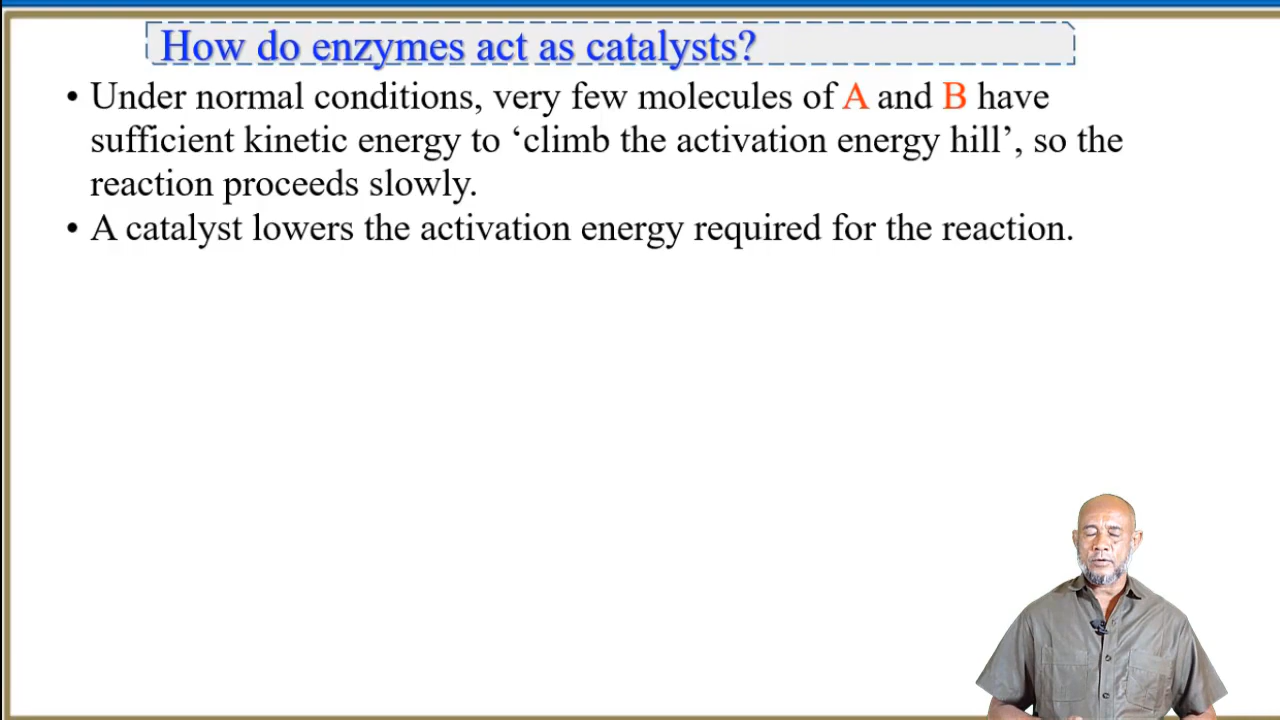 How do enzymes act as catalysts?
• Under normal conditions, very few molecules of A and B have
sufficient kinetic energy to ‘climb the activation energy hill’, so the
reaction proceeds slowly.
• A catalyst lowers the activation energy required for the reaction.